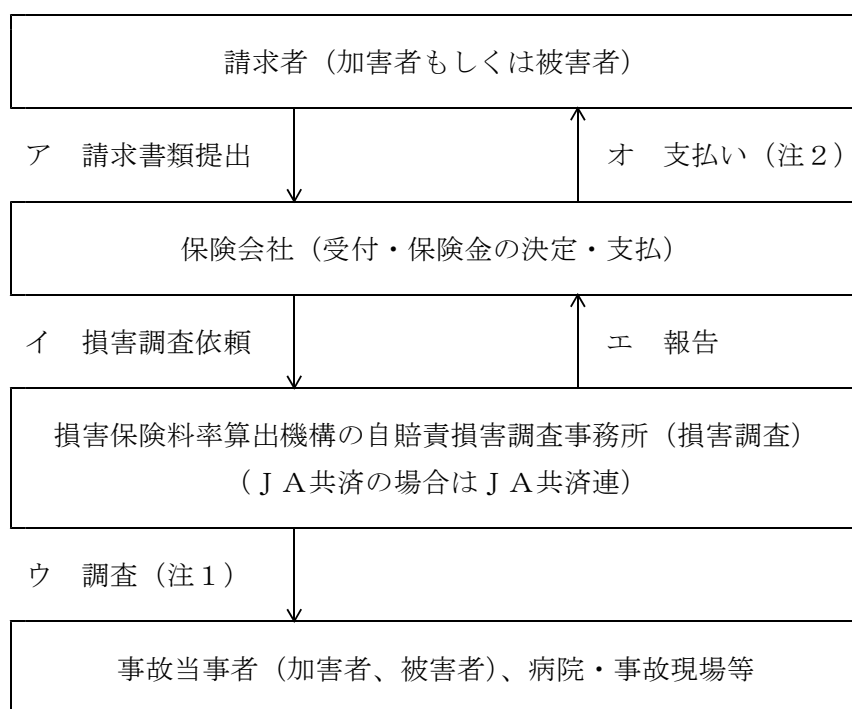 請求者（加害者もしくは被害者）
ア　請求書類提出
オ　支払い（注２）
保険会社（受付・保険金の決定・支払）
イ　損害調査依頼
エ　報告
損害保険料率算出機構の自賠責損害調査事務所（損害調査）
（ＪＡ共済の場合はＪＡ共済連）
ウ　調査（注１）
事故当事者（加害者、被害者）、病院・事故現場等